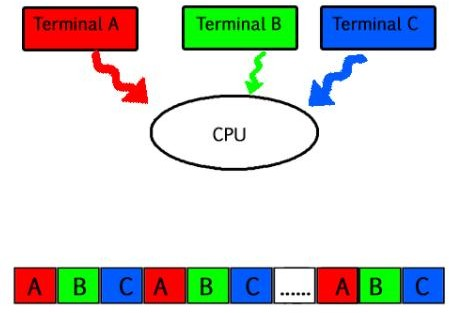 Terminal A Terminal B Terminal C
CPU
A B C A B C ...... A B C